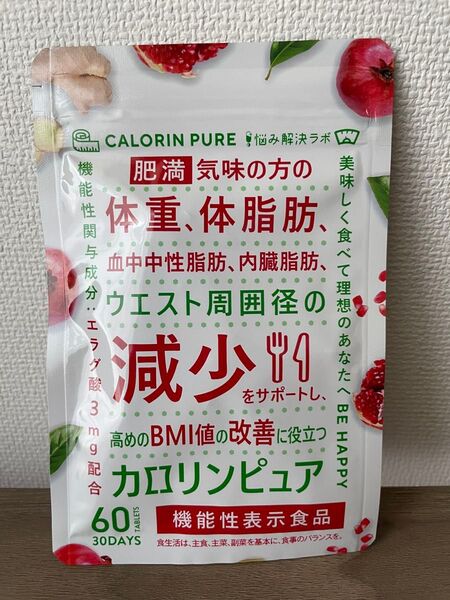 CALORIN PURE 悩み解決ラボ
肥満気味の方の
体重、体脂肪、
血中中性脂肪、内臓脂肪、
ウエスト周囲径の
減少をサポートし、
高めのBMI値の改善に役立つ
カロリンピュア
60 TABLETS
30DAYS
機能性表示食品
食生活は、主食、主菜、副菜を基本に、食事のバランスを。
機能性関与成分:エラグ酸3mg配合
美味しく食べて理想のあなたへ BE HAPPY